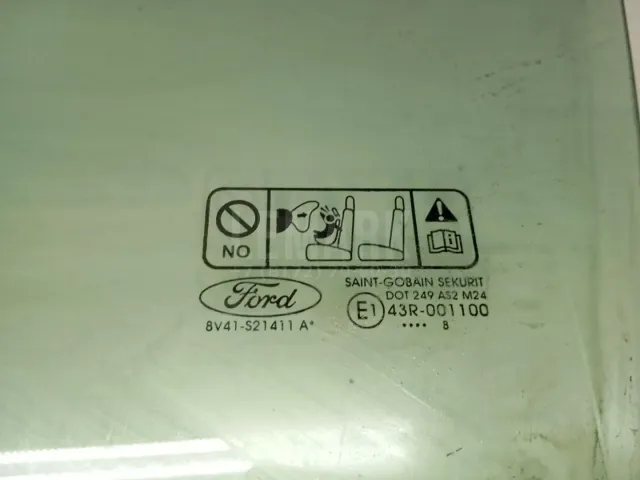 NO
Ford
8V41-S21411 A*
SAINT-GOBAIN SEKURIT
DOT 249 AS2 M24
E1 43R-001100
•••• 8